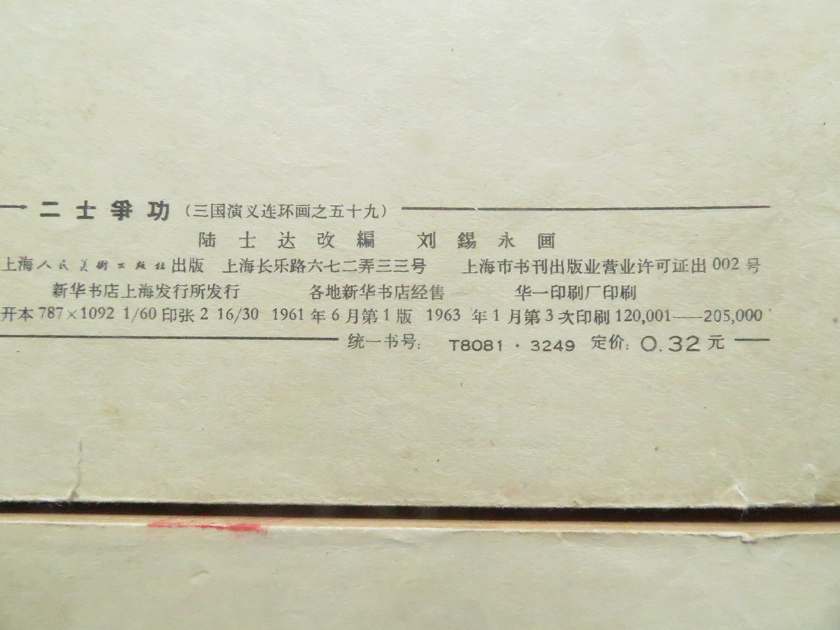 二士爭功（三国演义连环画之五十九）
陆士达改編 刘錫永画
上海人民美術出版社出版 上海长乐路六七二弄三三号 上海市书刊出版业营业许可证出002号
新华书店上海发行所发行 各地新华书店经售 华一印刷厂印刷
开本787×1092 1/60印张2 16/30 1961年6月第1版 1963年1月第3次印刷120,001——205,000
统一书号：T8081·3249 定价：0.32元